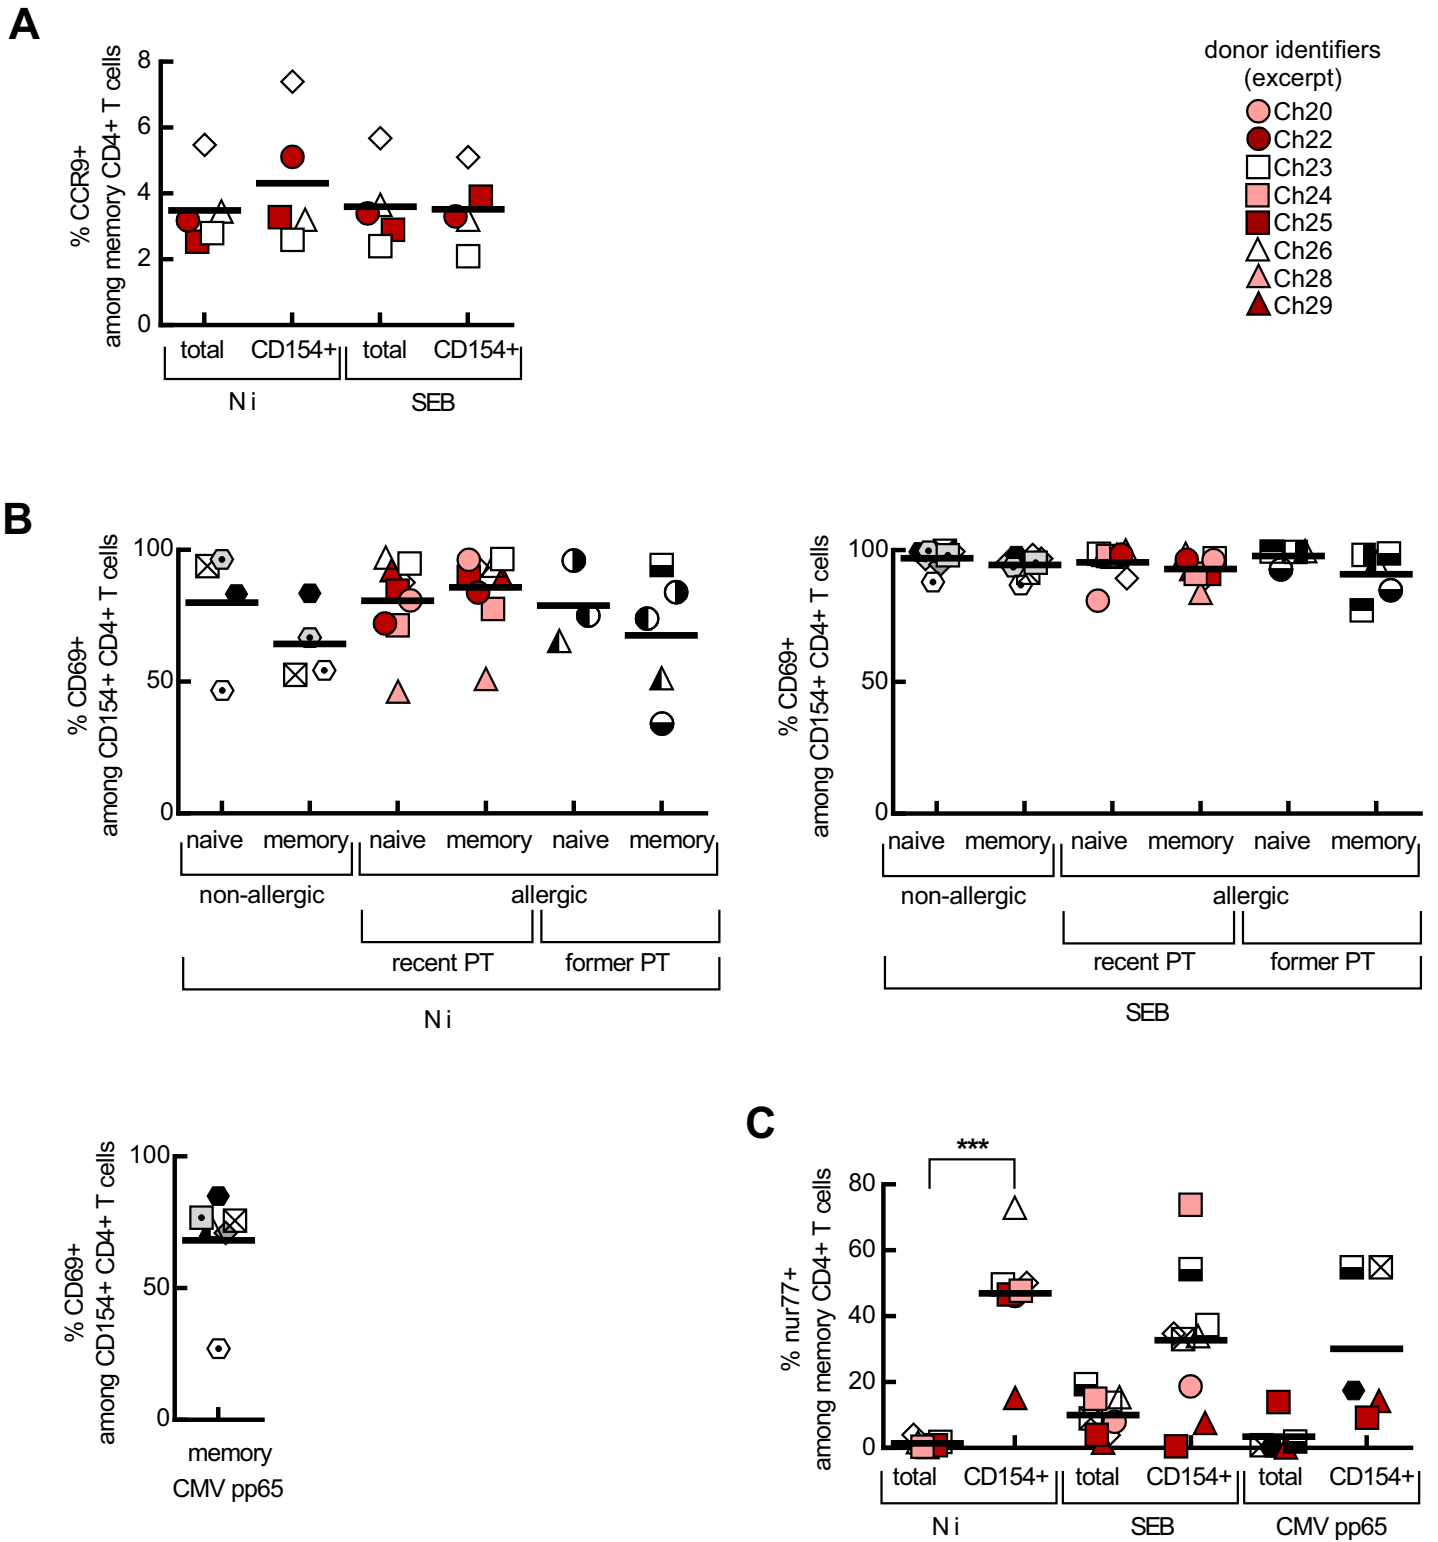 A
% CCR9+
among memory CD4+ T cells
8
6
4
2
0
total CD154+ total CD154+
Ni SEB
donor identifiers
(excerpt)
Ch20
Ch22
Ch23
Ch24
Ch25
Ch26
Ch28
Ch29
B
% CD69+
among CD154+ CD4+ T cells
100
50
0
naive memory naive memory naive memory
non-allergic allergic
recent PT former PT
Ni
% CD69+
among CD154+ CD4+ T cells
100
50
0
naive memory naive memory naive memory
non-allergic allergic
recent PT former PT
SEB
% CD69+
among CD154+ CD4+ T cells
100
50
0
memory
CMV pp65
C
% nur77+
among memory CD4+ T cells
***
80
60
40
20
0
total CD154+ total CD154+ total CD154+
Ni SEB CMV pp65